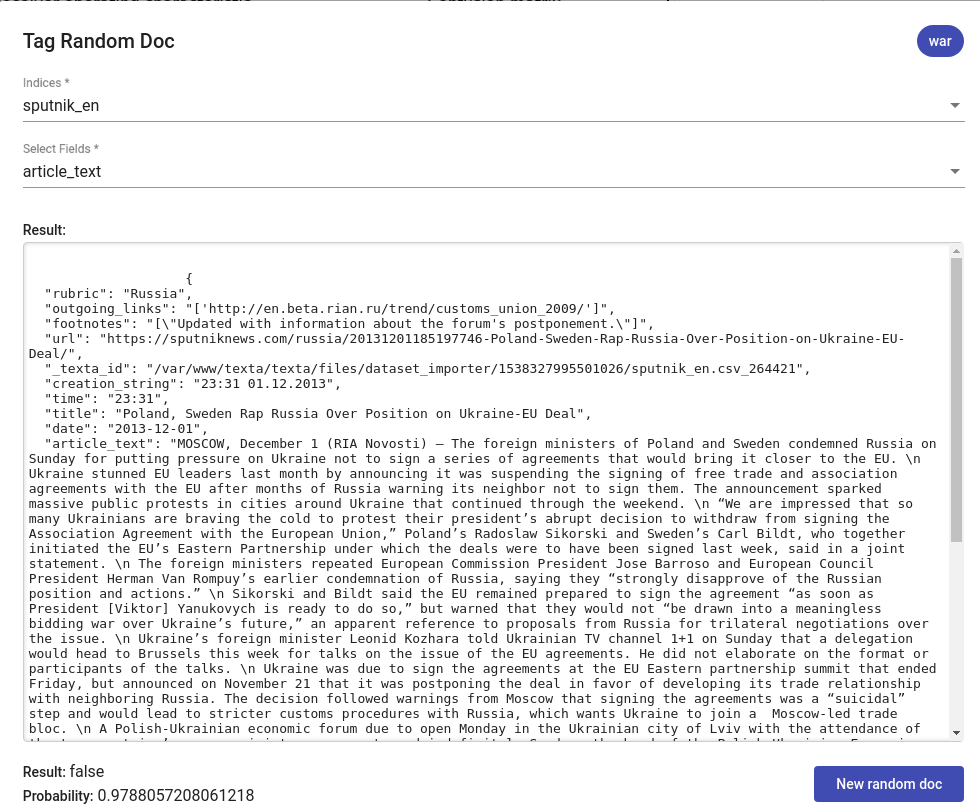 Tag Random Doc
war
Indices *
sputnik_en
Select Fields *
article_text
Result:
{
"rubric": "Russia",
"outgoing_links": "['http://en.beta.rian.ru/trend/customs_union_2009/']",
"footnotes": "[\"Updated with information about the forum's postponement.\"]",
"url": "https://sputniknews.com/russia/20131201185197746-Poland-Sweden-Rap-Russia-Over-Position-on-Ukraine-EU-
Deal/",
"_texta_id": "/var/www/texta/texta/files/dataset_importer/1538327995501026/sputnik_en.csv_264421",
"creation_string": "23:31 01.12.2013",
"time": "23:31",
"title": "Poland, Sweden Rap Russia Over Position on Ukraine-EU Deal",
"date": "2013-12-01",
"article_text": "MOSCOW, December 1 (RIA Novosti) – The foreign ministers of Poland and Sweden condemned Russia on
Sunday for putting pressure on Ukraine not to sign a series of agreements that would bring it closer to the EU. \n
Ukraine stunned EU leaders last month by announcing it was suspending the signing of free trade and association
agreements with the EU after months of Russia warning its neighbor not to sign them. The announcement sparked
massive public protests in cities around Ukraine that continued through the weekend. \n “We are impressed that so
many Ukrainians are braving the cold to protest their president’s abrupt decision to withdraw from signing the
Association Agreement with the European Union,” Poland’s Radoslaw Sikorski and Sweden’s Carl Bildt, who together
initiated the EU’s Eastern Partnership under which the deals were to have been signed last week, said in a joint
statement. \n The foreign ministers repeated European Commission President Jose Barroso and European Council
President Herman Van Rompuy’s earlier condemnation of Russia, saying they “strongly disapprove of the Russian
position and actions.” \n Sikorski and Bildt said the EU remained prepared to sign the agreement “as soon as
President [Viktor] Yanukovych is ready to do so,” but warned that they would not “be drawn into a meaningless
bidding war over Ukraine’s future,” an apparent reference to proposals from Russia for trilateral negotiations over
the issue. \n Ukraine’s foreign minister Leonid Kozhara told Ukrainian TV channel 1+1 on Sunday that a delegation
would head to Brussels this week for talks on the issue of the EU agreements. He did not elaborate on the format or
participants of the talks. \n Ukraine was due to sign the agreements at the EU Eastern partnership summit that ended
Friday, but announced on November 21 that it was postponing the deal in favor of developing its trade relationship
with neighboring Russia. The decision followed warnings from Moscow that signing the agreements was a “suicidal”
step and would lead to stricter customs procedures with Russia, which wants Ukraine to join a  Moscow-led trade
bloc. \n A Polish-Ukrainian economic forum due to open Monday in the Ukrainian city of Lviv with the attendance of
Result: false
Probability: 0.9788057208061218
New random doc